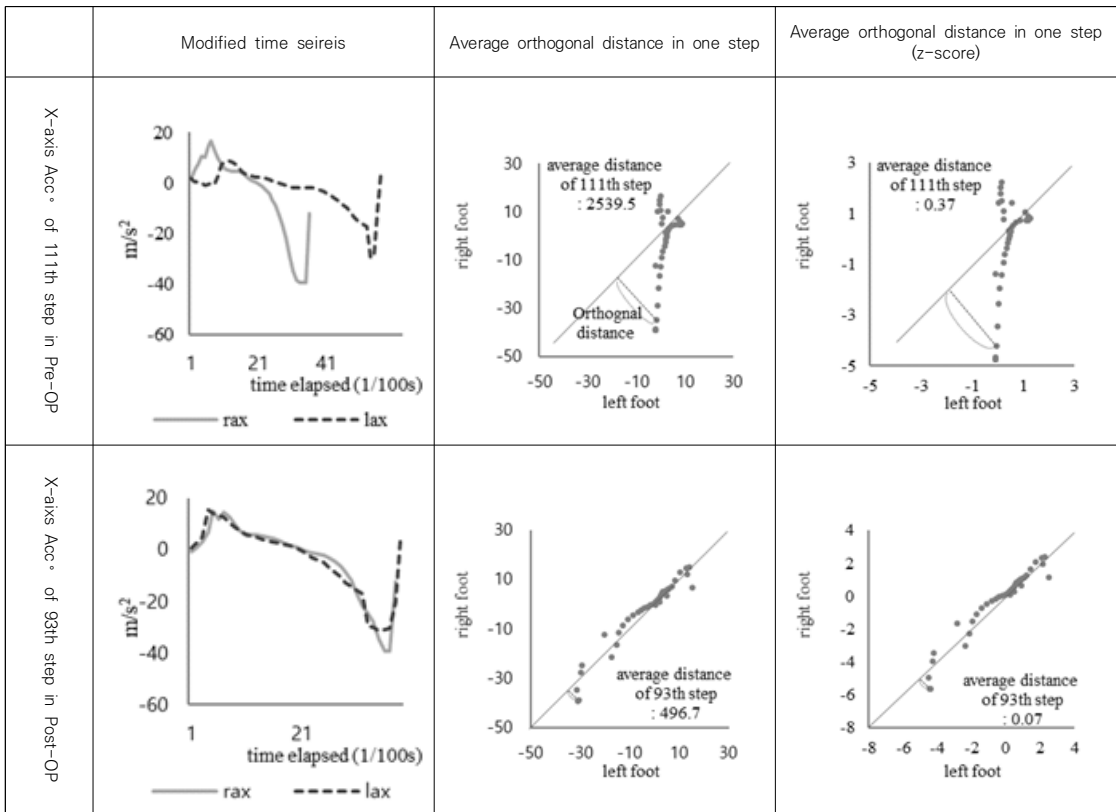 Modified time seireis
Average orthogonal distance in one step
Average orthogonal distance in one step
(z-score)
X-axis Acc° of 111th step in Pre-OP
20
0
-20
-40
-60
m/s²
1
21
41
time elapsed (1/100s)
rax
lax
30
10
-10
-30
-50
right foot
average distance
of 111th step
: 2539.5
Orthognal
distance
-50
-30
-10
10
30
left foot
3
1
-1
-3
-5
right foot
average distance
of 111th step
: 0.37
-5
-3
-1
1
3
left foot
X-aixs Acc° of 93th step in Post-OP
20
0
-20
-40
-60
m/s²
1
21
time elapsed (1/100s)
rax
lax
30
10
-10
-30
-50
right foot
average distance
of 93th step
: 496.7
-50
-30
-10
10
30
left foot
4
2
0
-2
-4
-6
-8
right foot
average distance
of 93th step
: 0.07
-8
-6
-4
-2
0
2
4
left foot